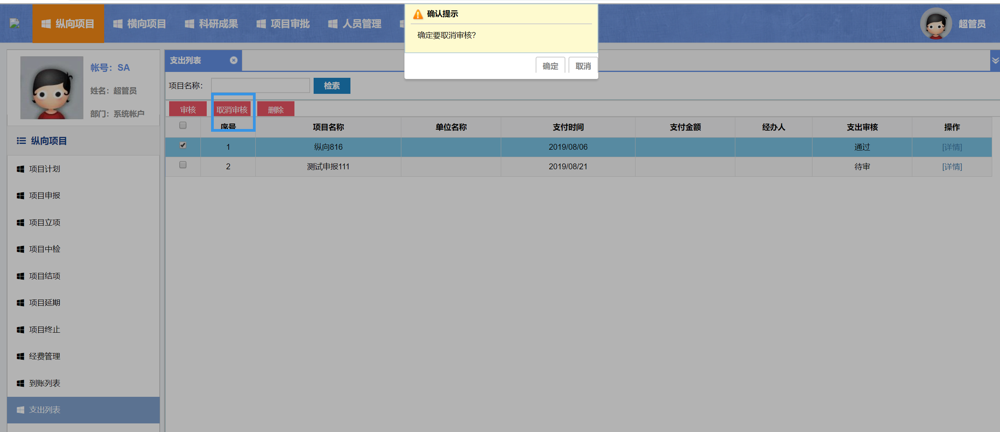 纵向项目 横向项目 科研成果 项目审批 人员管理 超管员
确认提示
确定要取消审核?
确定 取消
帐号：SA
姓名：超管员
部门：系统帐户
支出列表
项目名称： 检索
审核 取消审核 删除
序号 项目名称 单位名称 支付时间 支付金额 经办人 支出审核 操作
1 纵向816 2019/08/06 通过 [详情]
2 测试申报111 2019/08/21 待审 [详情]
纵向项目
项目计划
项目申报
项目立项
项目中检
项目结项
项目延期
项目终止
经费管理
到账列表
支出列表